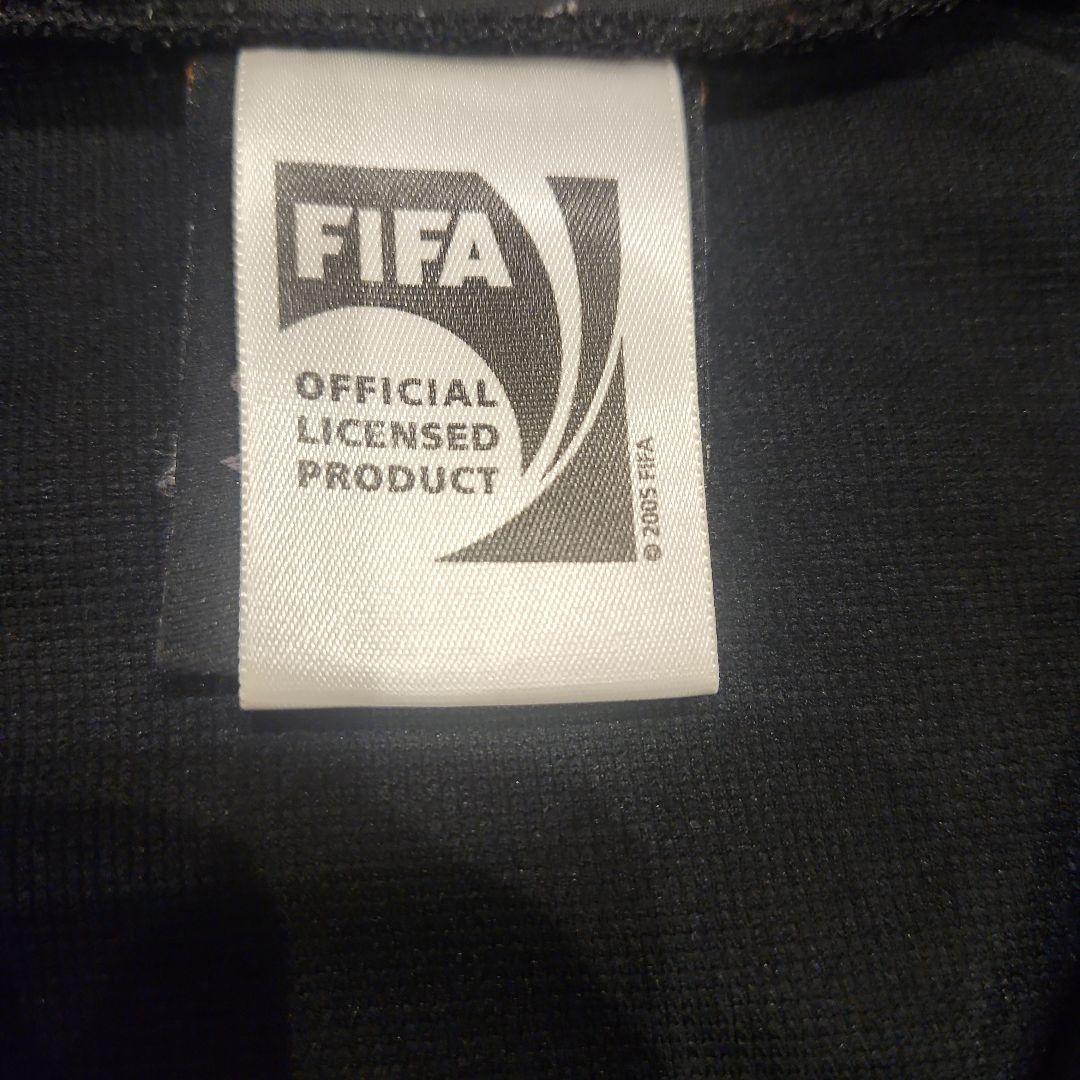 FIFA
OFFICIAL
LICENSED
PRODUCT
© 2005 FIFA